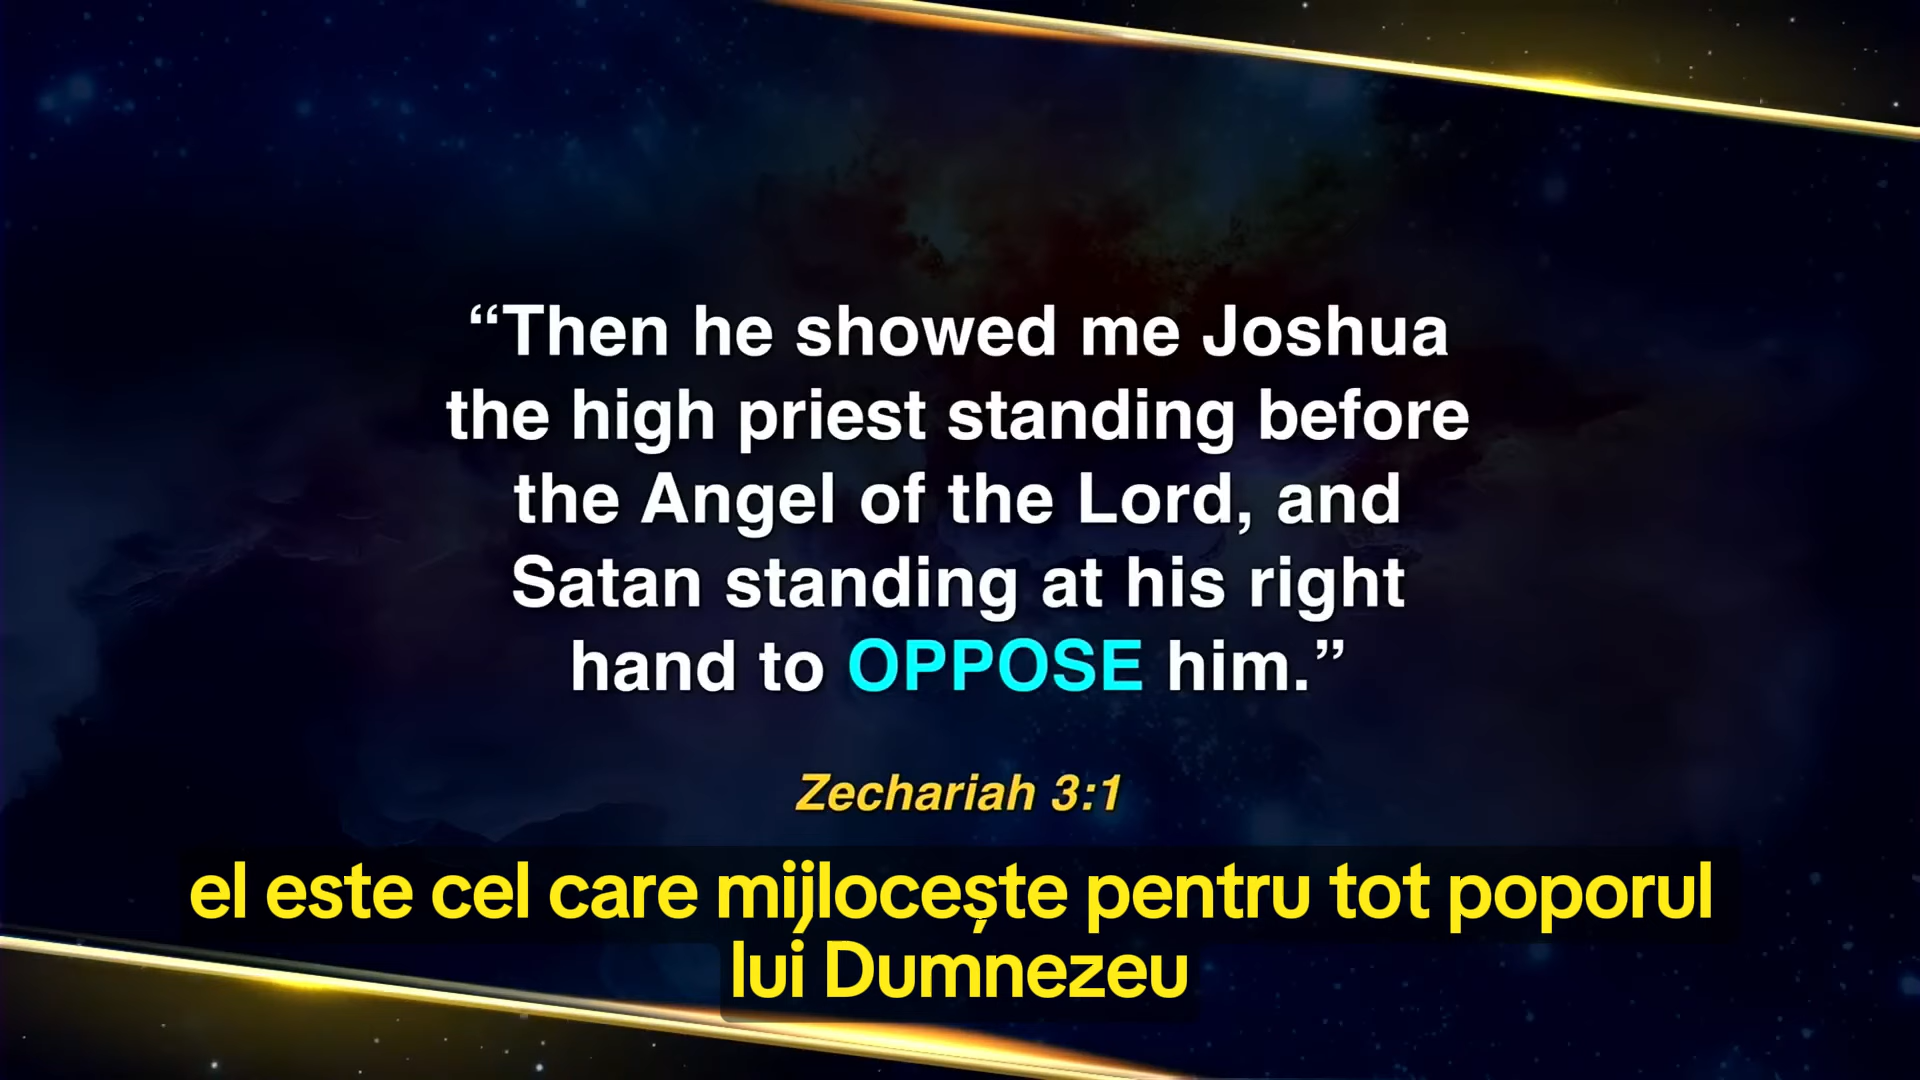 “Then he showed me Joshua
the high priest standing before
the Angel of the Lord, and
Satan standing at his right
hand to OPPOSE him.”
Zechariah 3:1
el este cel care mijlocește pentru tot poporul
lui Dumnezeu